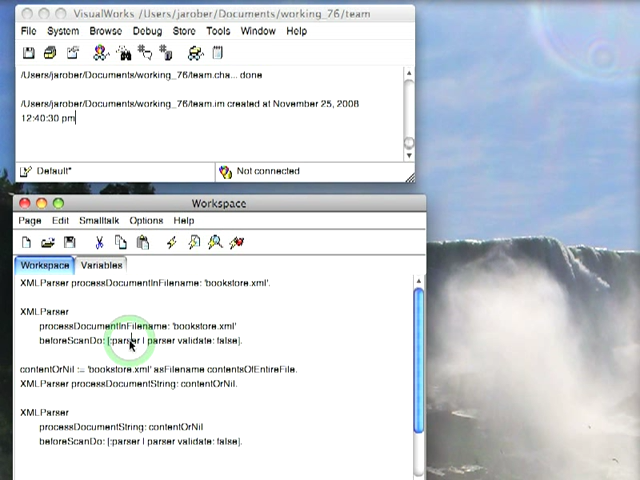 VisualWorks /Users/jarober/Documents/working_76/team
File System Browse Debug Store Tools Window Help
/Users/jarober/Documents/working_76/team.cha... done
/Users/jarober/Documents/working_76/team.im created at November 25, 2008
12:40:30 pm
Default* Not connected
Workspace
Page Edit Smalltalk Options Help
Workspace Variables
XMLParser processDocumentInFilename: 'bookstore.xml'.
XMLParser
processDocumentInFilename: 'bookstore.xml'
beforeScanDo: [:parser | parser validate: false].
contentOrNil := 'bookstore.xml' asFilename contentsOfEntireFile.
XMLParser processDocumentString: contentOrNil.
XMLParser
processDocumentString: contentOrNil
beforeScanDo: [:parser | parser validate: false].